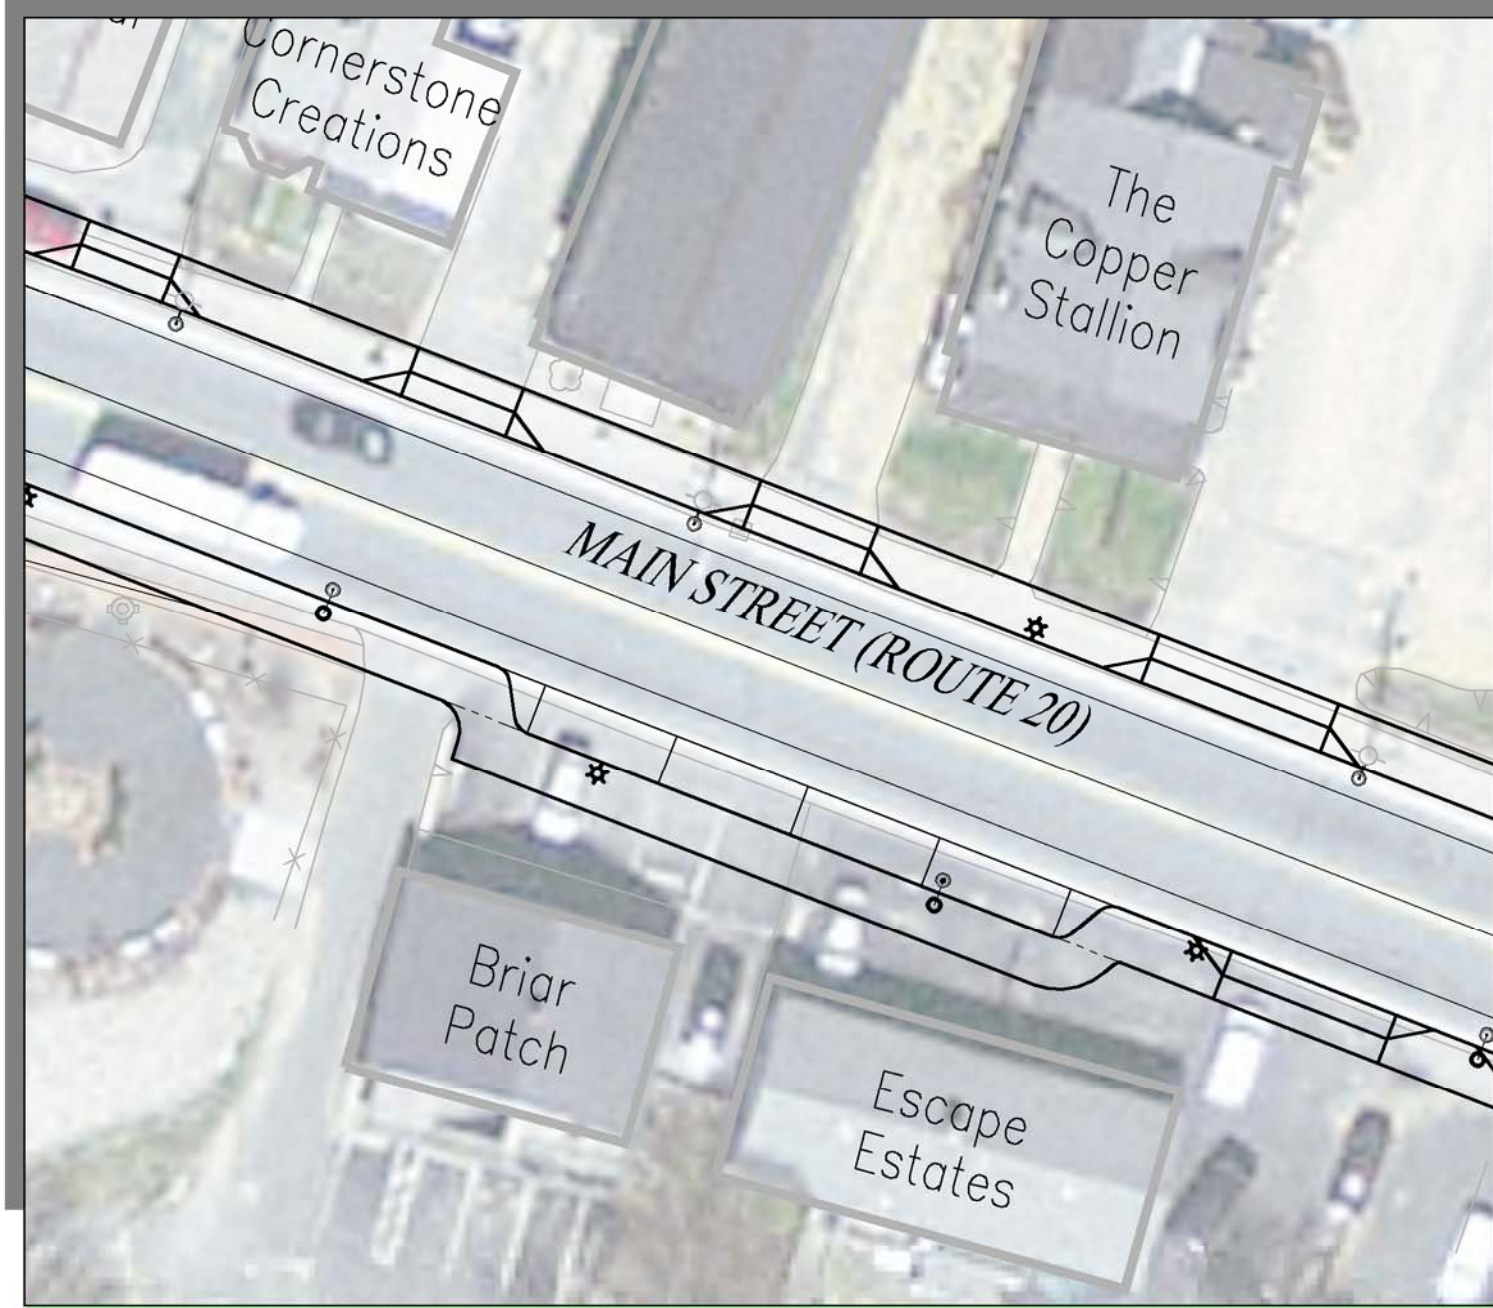 Cornerstone
Creations
The
Copper
Stallion
MAIN STREET (ROUTE 20)
Briar
Patch
Escape
Estates